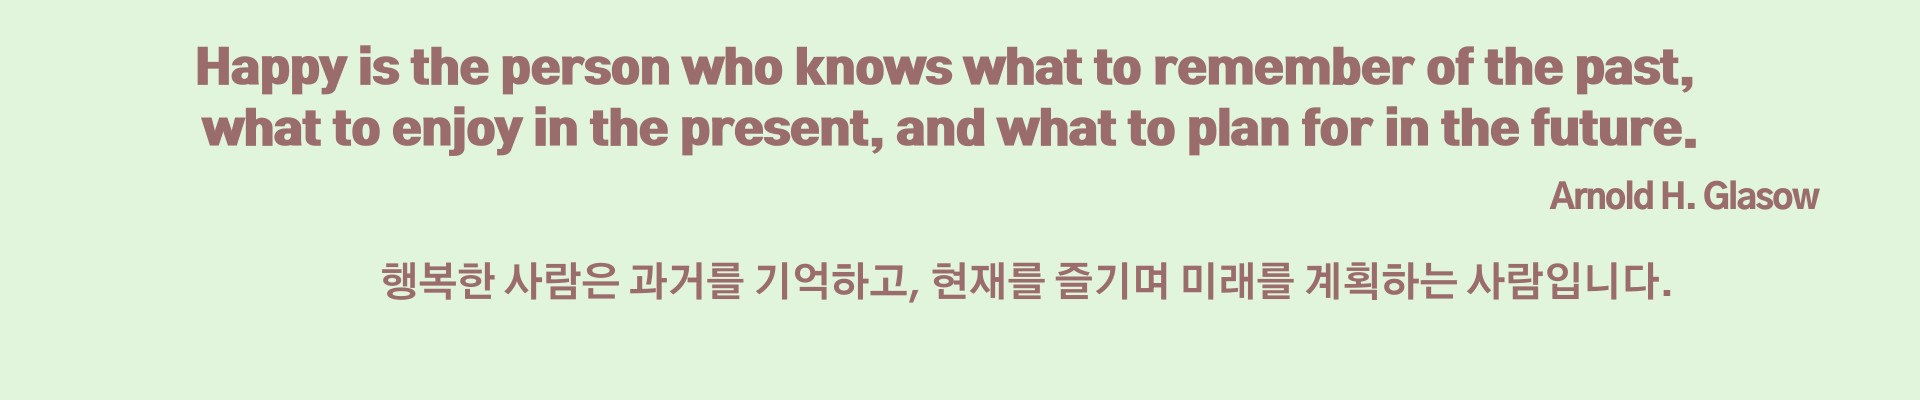 Happy is the person who knows what to remember of the past,
what to enjoy in the present, and what to plan for in the future.
Arnold H. Glasow
행복한 사람은 과거를 기억하고, 현재를 즐기며 미래를 계획하는 사람입니다.